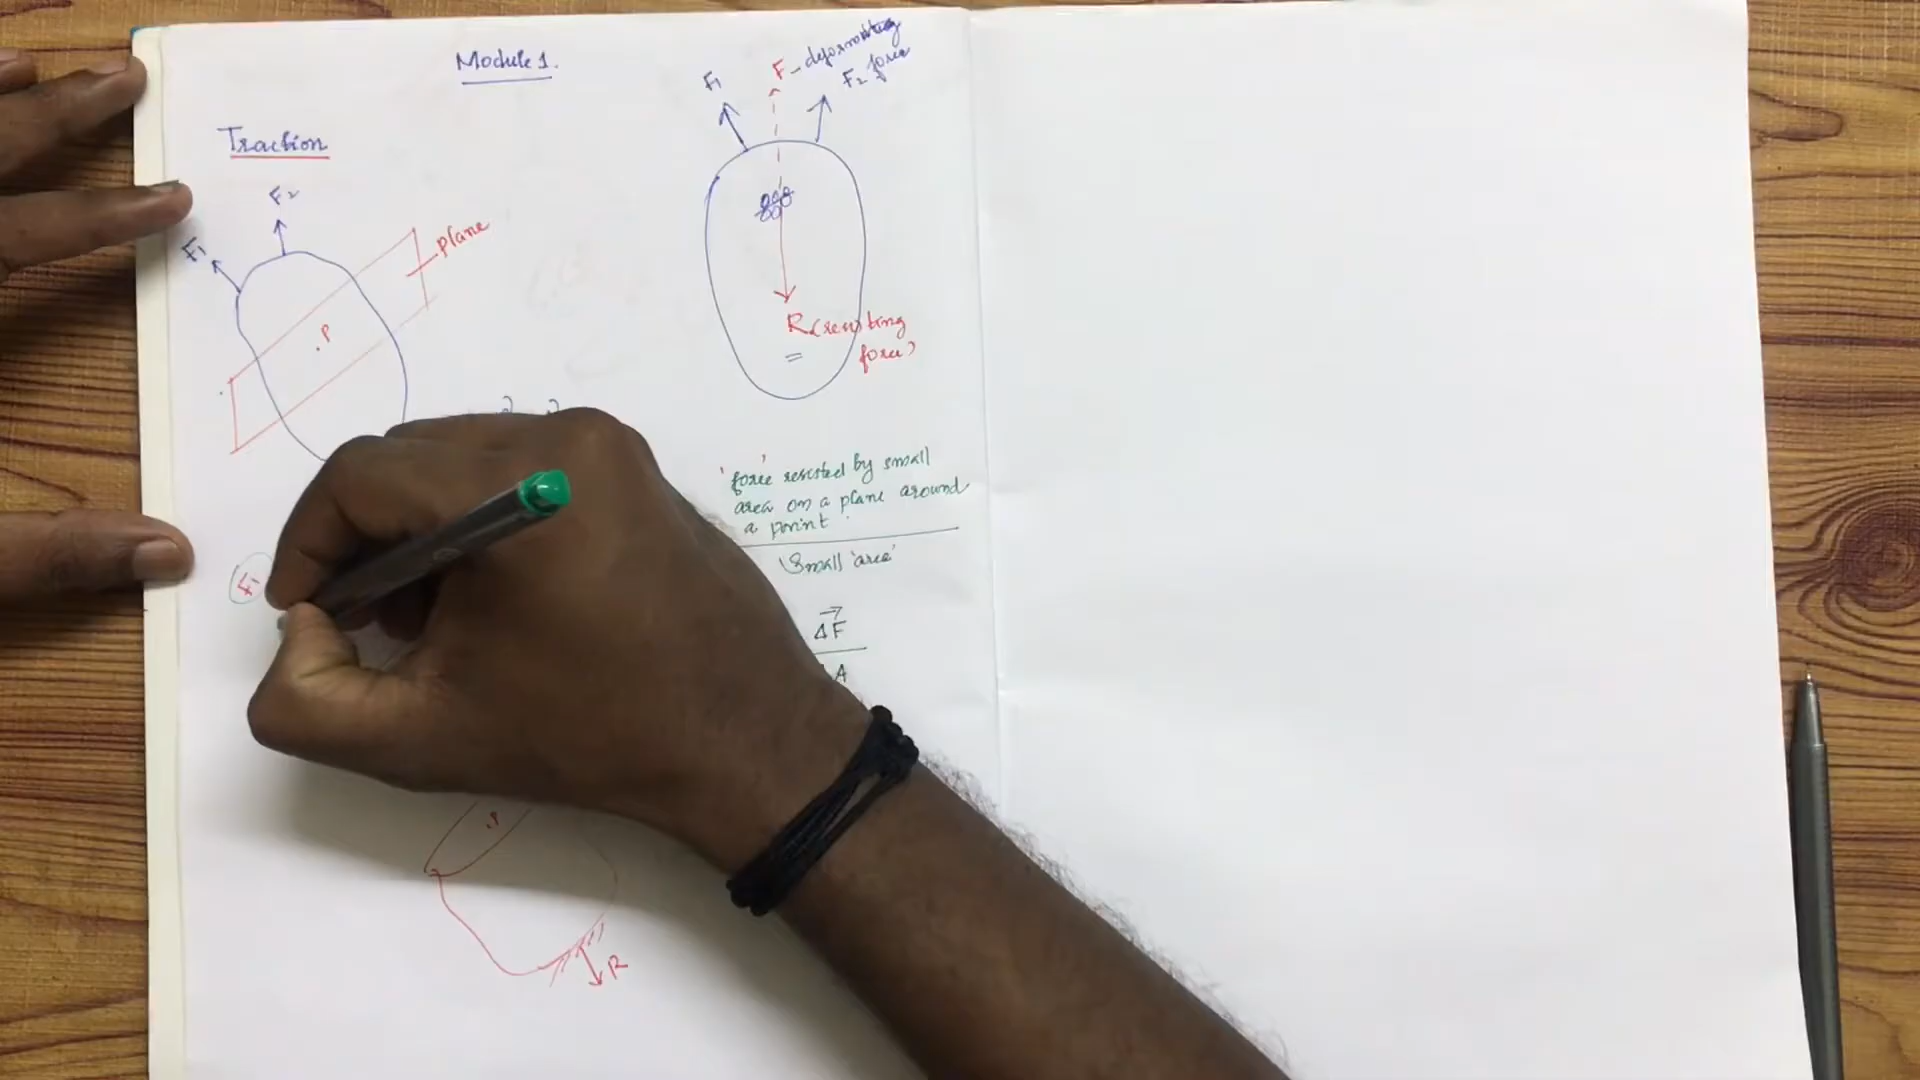 Module 1.
Traction
F₁
F₂
plane
.P
F₁
F - deforming
F₂ force
R (resisting
force)
=
'force' resisted by small
area on a plane around
a point.
Small 'area'
ΔF
A
R